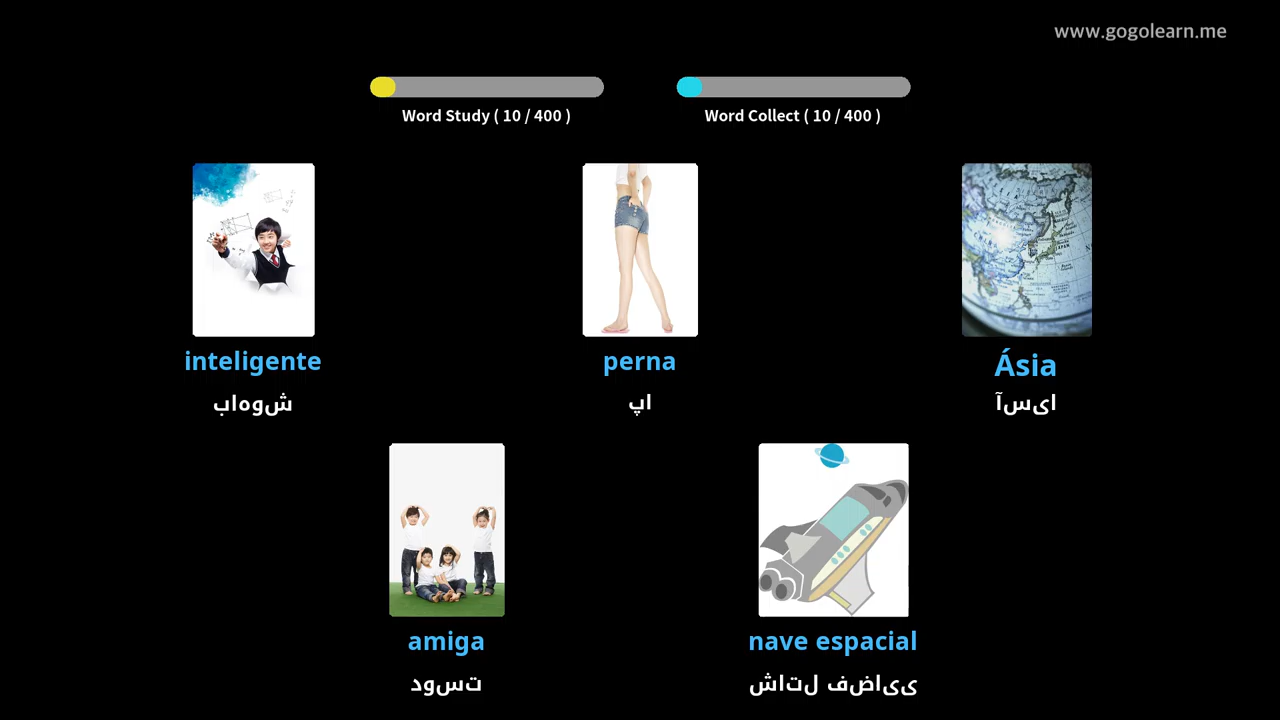 www.gogolearn.me
Word Study ( 10 / 400 )
Word Collect ( 10 / 400 )
inteligente
perna
Ásia
شوهاب
اپ
ایسآ
amiga
nave espacial
تسود
ییاضف لتاش